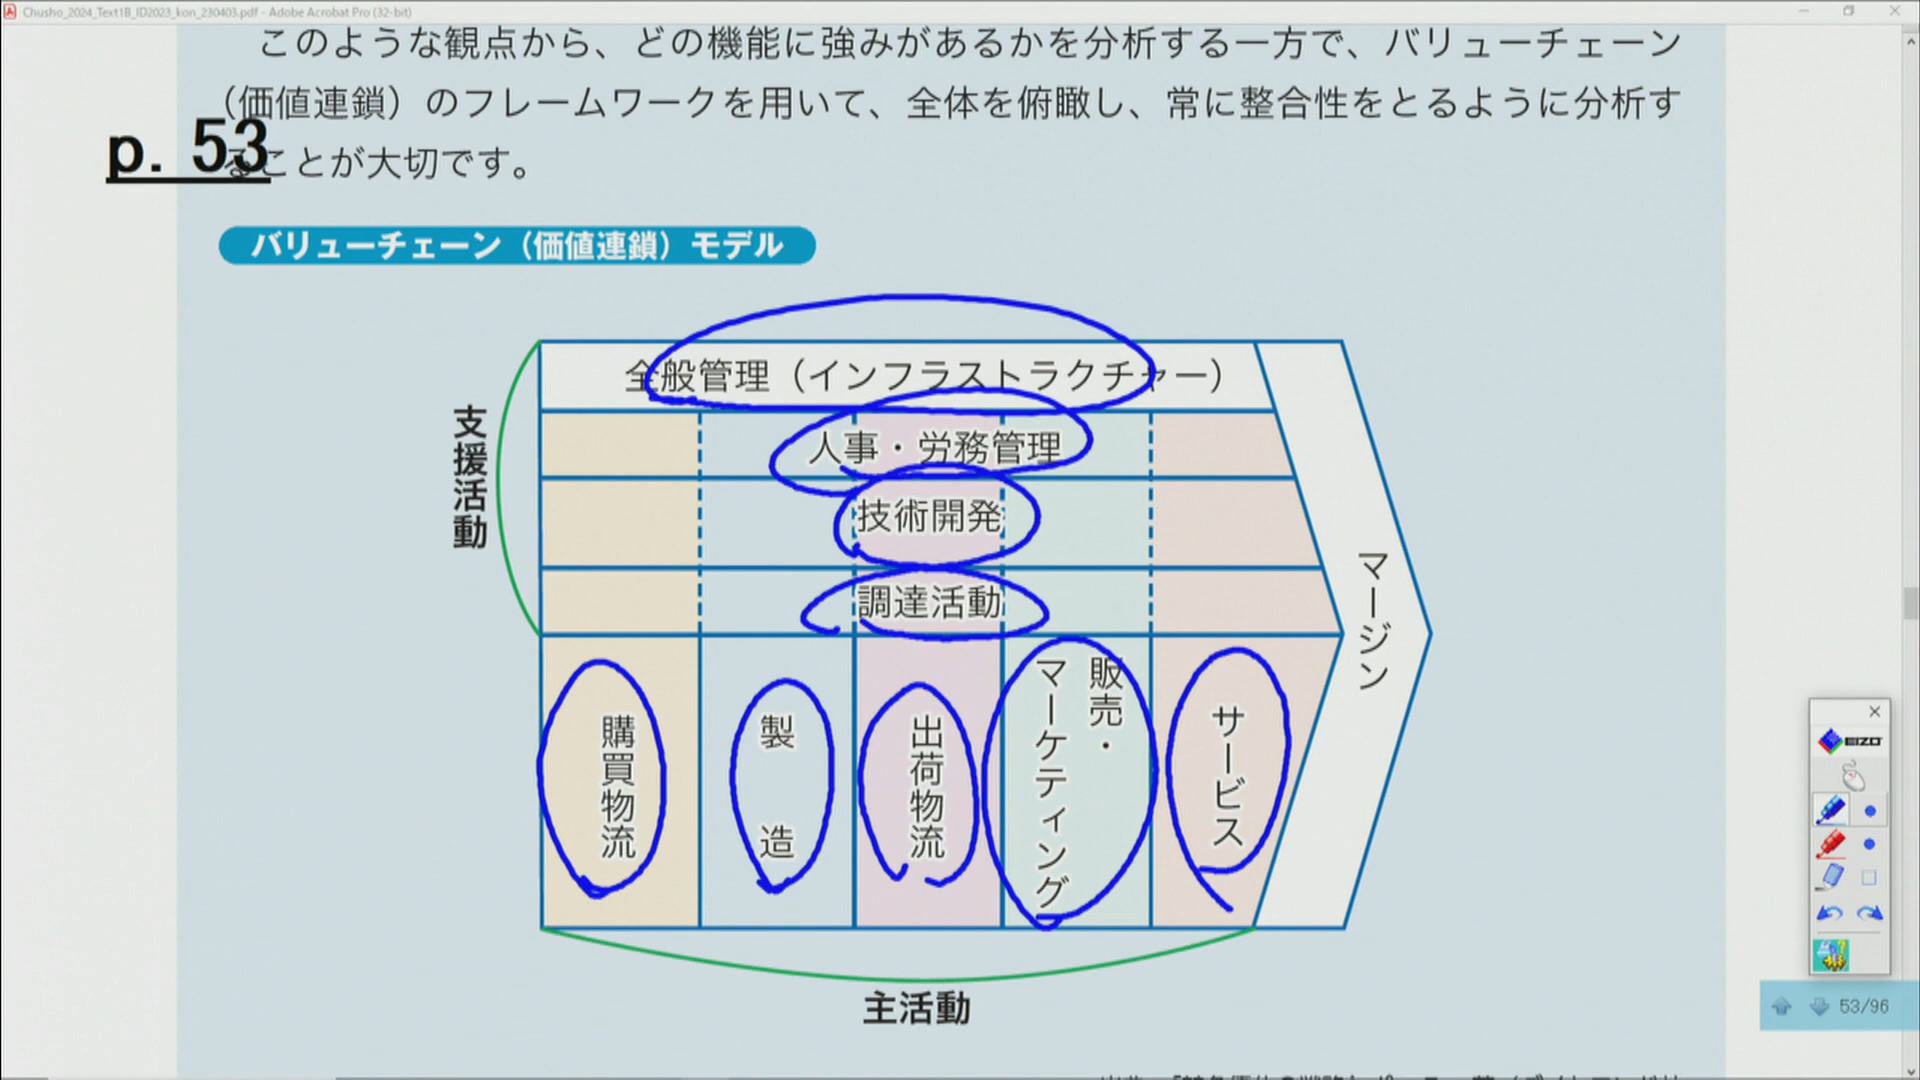 Chusho_2024_Text1B_ID2023_kon_230403.pdf - Adobe Acrobat Pro (32-bit)
このような観点から、どの機能に強みがあるかを分析する一方で、バリューチェーン
（価値連鎖）のフレームワークを用いて、全体を俯瞰し、常に整合性をとるように分析す
ることが大切です。
p. 53
バリューチェーン（価値連鎖）モデル
支援活動
全般管理（インフラストラクチャー）
人事・労務管理
技術開発
調達活動
購買物流
製造
出荷物流
販売・
マーケティング
サービス
マージン
主活動
EIZO
53/96